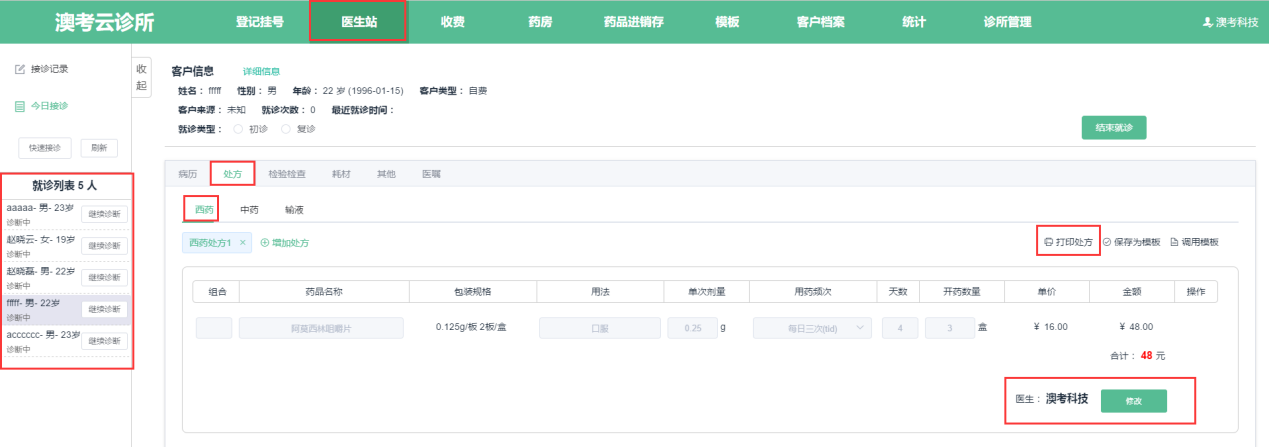 澳考云诊所 登记挂号 医生站 收费 药房 药品进销存 模板 客户档案 统计 诊所管理 澳考科技
接诊记录
今日接诊
快速接诊 刷新
就诊列表 5 人
aaaaa- 男- 23岁 继续诊断
诊断中
赵晓云- 女- 19岁 继续诊断
诊断中
赵晓磊- 男- 22岁 继续诊断
诊断中
fffff- 男- 22岁 继续诊断
诊断中
acccccc- 男- 23岁 继续诊断
诊断中
收
起
客户信息 详细信息
姓名： fffff 性别： 男 年龄： 22 岁 (1996-01-15) 客户类型： 自费
客户来源： 未知 就诊次数： 0 最近就诊时间：
就诊类型： 初诊 复诊
结束就诊
病历 处方 检验检查 耗材 其他 医嘱
西药 中药 输液
西药处方1 × 增加处方 打印处方 保存为模板 调用模板
组合 药品名称 包装规格 用法 单次剂量 用药频次 天数 开药数量 单价 金额 操作
阿莫西林咀嚼片 0.125g/板 2板/盒 口服 0.25 g 每日三次(tid) 4 3 盒 ¥ 16.00 ¥ 48.00
合计： 48 元
医生： 澳考科技 修改